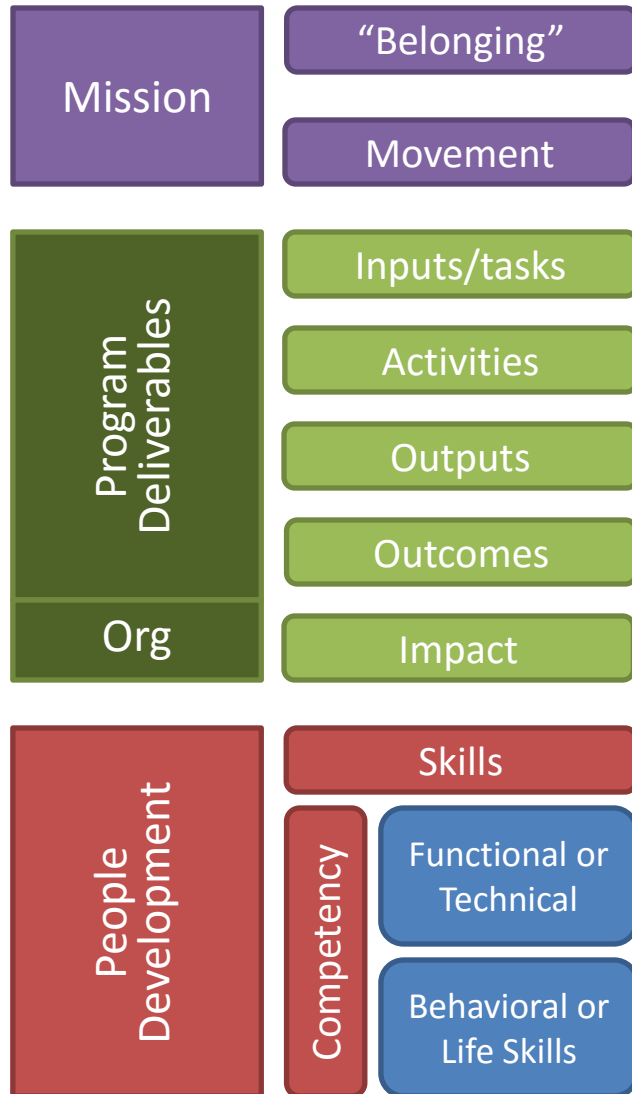 Mission
“Belonging”
Movement
Program
Deliverables
Inputs/tasks
Activities
Outputs
Outcomes
Org
Impact
People
Development
Skills
Competency
Functional or
Technical
Behavioral or
Life Skills